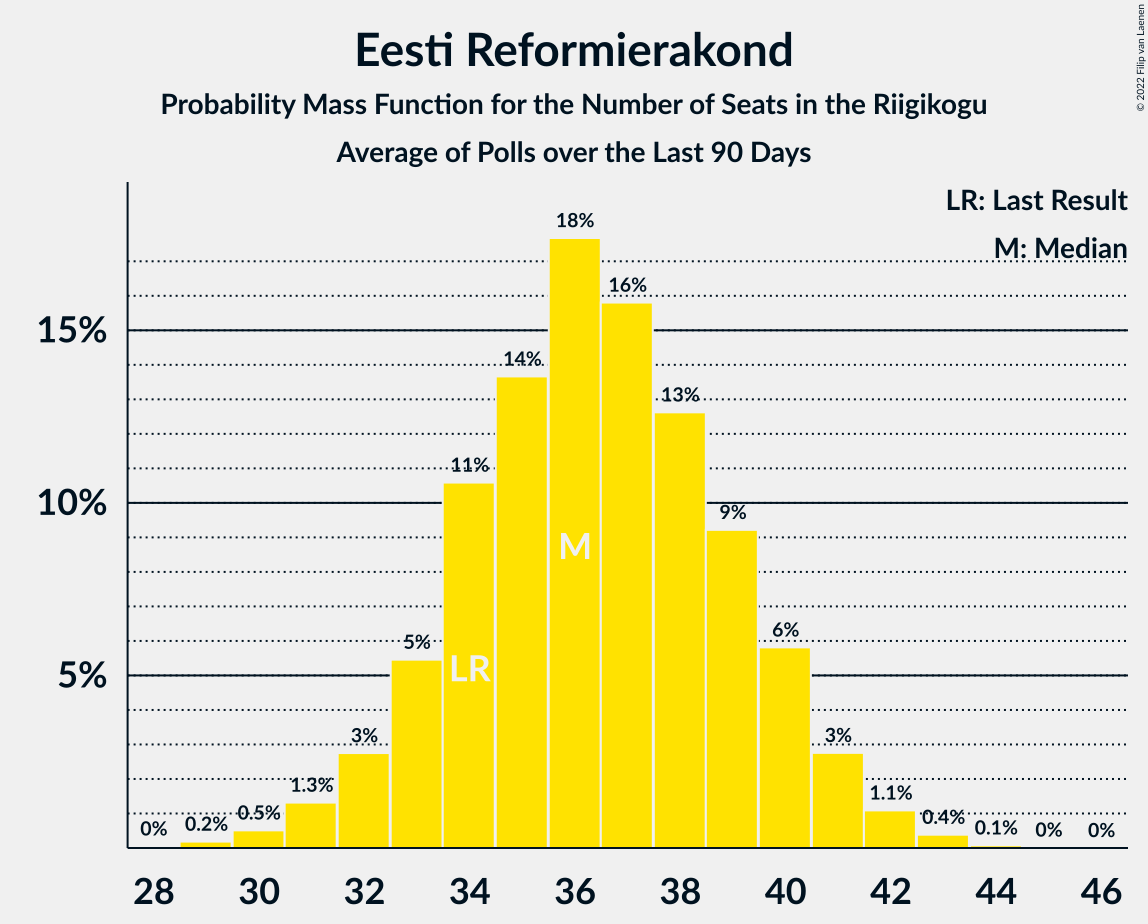 Eesti Reformierakond
Probability Mass Function for the Number of Seats in the Riigikogu
Average of Polls over the Last 90 Days
© 2022 Filip van Laenen
LR: Last Result
M: Median
15%
10%
5%
0%
0.2%
0.5%
1.3%
3%
5%
11%
14%
18%
16%
13%
9%
6%
3%
1.1%
0.4%
0.1%
0%
0%
LR
M
28 30 32 34 36 38 40 42 44 46